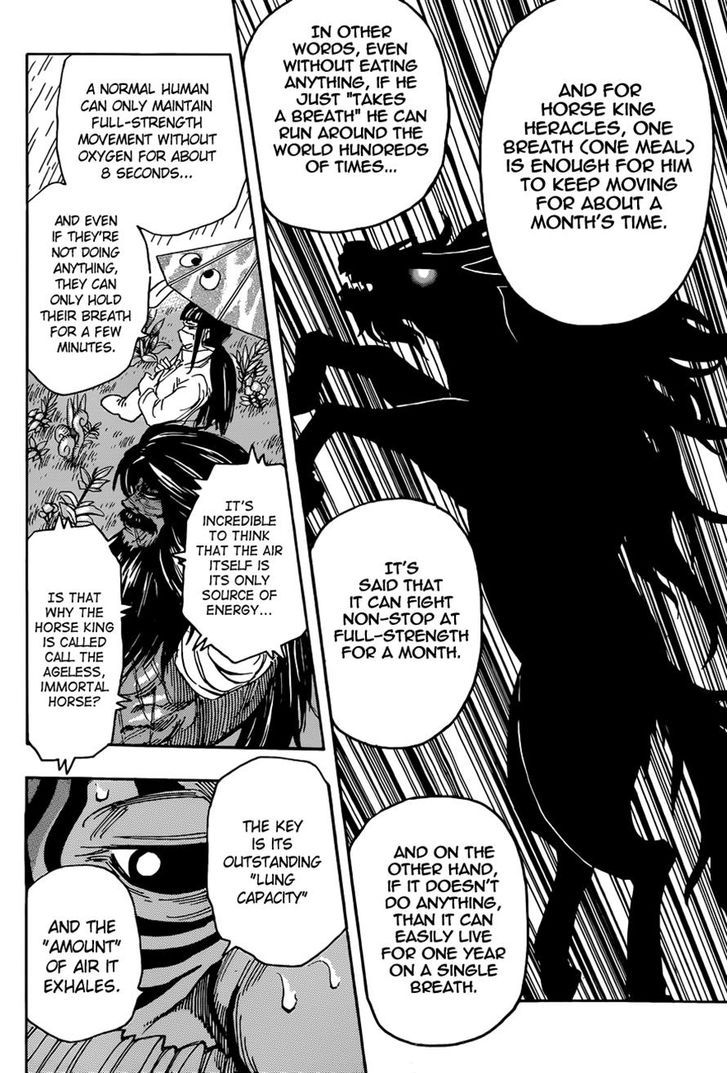 AND FOR
HORSE KING
HERACLES, ONE
BREATH (ONE MEAL)
IS ENOUGH FOR HIM
TO KEEP MOVING
FOR ABOUT A
MONTH'S TIME.
IN OTHER
WORDS, EVEN
WITHOUT EATING
ANYTHING, IF HE
JUST "TAKES
A BREATH" HE CAN
RUN AROUND THE
WORLD HUNDREDS
OF TIMES...
IT'S
SAID THAT
IT CAN FIGHT
NON-STOP AT
FULL-STRENGTH
FOR A MONTH.
AND ON THE
OTHER HAND,
IF IT DOESN'T
DO ANYTHING,
THAN IT CAN
EASILY LIVE
FOR ONE YEAR
ON A SINGLE
BREATH.
A NORMAL HUMAN
CAN ONLY MAINTAIN
FULL-STRENGTH
MOVEMENT WITHOUT
OXYGEN FOR ABOUT
8 SECONDS...
AND EVEN
IF THEY'RE
NOT DOING
ANYTHING,
THEY CAN
ONLY HOLD
THEIR BREATH
FOR A FEW
MINUTES.
IT'S
INCREDIBLE
TO THINK
THAT THE AIR
ITSELF IS
ITS ONLY
SOURCE OF
ENERGY...
IS THAT
WHY THE
HORSE KING
IS CALLED
CALL THE
AGELESS,
IMMORTAL
HORSE?
THE KEY
IS ITS
OUTSTANDING
"LUNG
CAPACITY"
AND THE
"AMOUNT"
OF AIR IT
EXHALES.